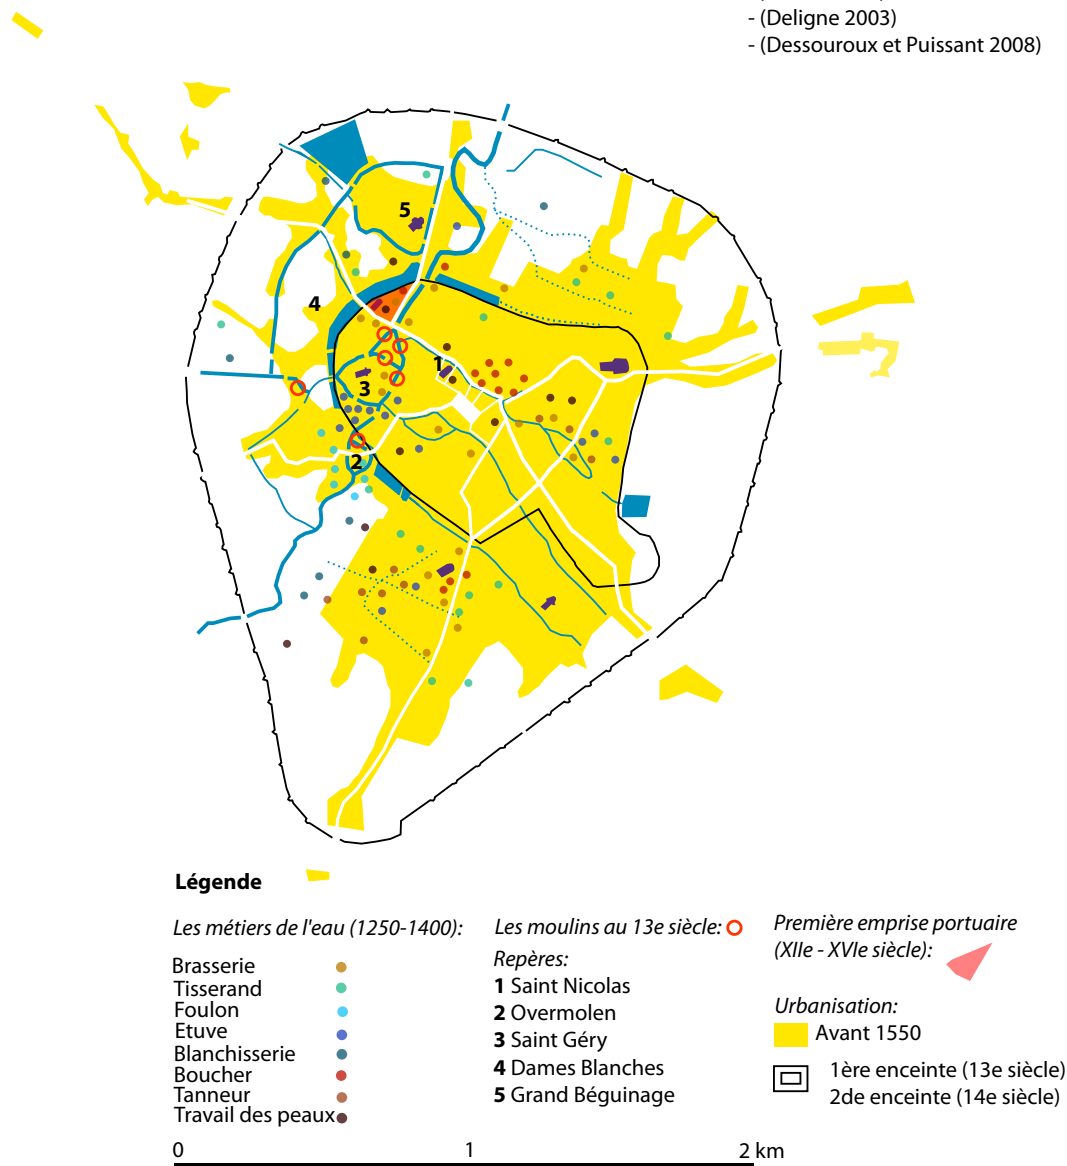 - (Deligne 2003)
- (Dessouroux et Puissant 2008)
5
4
1
3
2
Légende
Les métiers de l'eau (1250-1400):
Brasserie
Tisserand
Foulon
Etuve
Blanchisserie
Boucher
Tanneur
Travail des peaux
Les moulins au 13e siècle:
Repères:
1 Saint Nicolas
2 Overmolen
3 Saint Géry
4 Dames Blanches
5 Grand Béguinage
Première emprise portuaire
(XIIe - XVIe siècle):
Urbanisation:
Avant 1550
1ère enceinte (13e siècle)
2de enceinte (14e siècle)
0 1 2 km